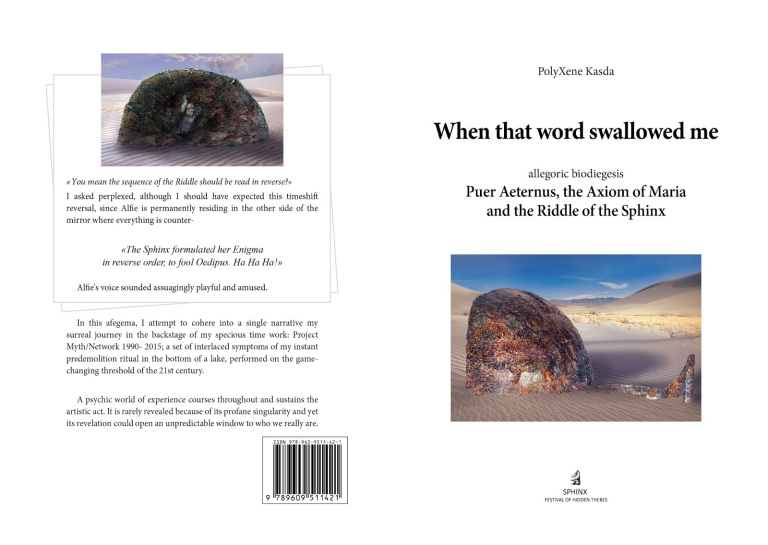 «You mean the sequence of the Riddle should be read in reverse?»
I asked perplexed, although I should have expected this timeshift
reversal, since Alfie is permanently residing in the other side of the
mirror where everything is counter-
«The Sphinx formulated her Enigma
in reverse order, to fool Oedipus. Ha Ha Ha!»
Alfie's voice sounded assuagingly playful and amused.
In this afegema, I attempt to cohere into a single narrative my
surreal journey in the backstage of my specious time work: Project
Myth/Network 1990- 2015; a set of interlaced symptoms of my instant
predemolition ritual in the bottom of a lake, performed on the game-
changing threshold of the 21st century.
A psychic world of experience courses throughout and sustains the
artistic act. It is rarely revealed because of its profane singularity and yet
its revelation could open an unpredictable window to who we really are.
ISBN 978-960-9511-42-1
9 789609 511421
PolyXene Kasda
When that word swallowed me
allegoric biodiegesis
Puer Aeternus, the Axiom of Maria
and the Riddle of the Sphinx
SPHINX
FESTIVAL OF HIDDEN THEBES